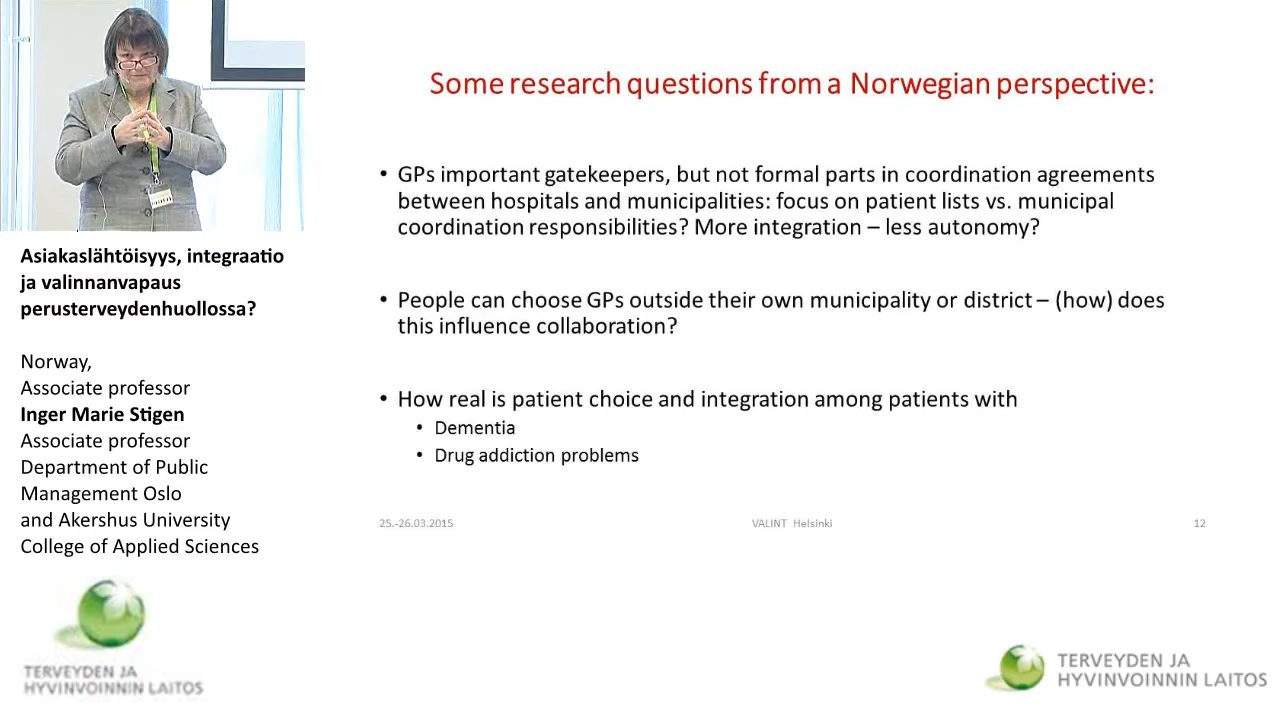 Some research questions from a Norwegian perspective:
• GPs important gatekeepers, but not formal parts in coordination agreements
between hospitals and municipalities: focus on patient lists vs. municipal
coordination responsibilities? More integration – less autonomy?
• People can choose GPs outside their own municipality or district – (how) does
this influence collaboration?
• How real is patient choice and integration among patients with
• Dementia
• Drug addiction problems
25.-26.03.2015 VALINT Helsinki 12
Asiakaslähtöisyys, integraatio
ja valinnanvapaus
perusterveydenhuollossa?
Norway,
Associate professor
Inger Marie Stigen
Associate professor
Department of Public
Management Oslo
and Akershus University
College of Applied Sciences
TERVEYDEN JA
HYVINVOINNIN LAITOS
TERVEYDEN JA
HYVINVOINNIN LAITOS